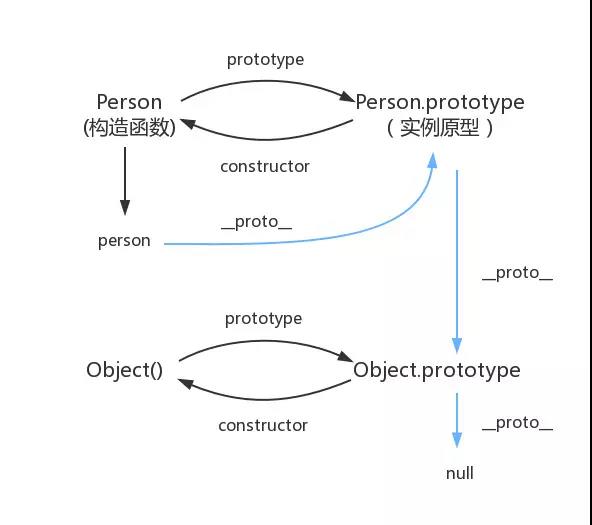 prototype
Person
(构造函数)
Person.prototype
（实例原型）
constructor
person
__proto__
__proto__
prototype
Object()
Object.prototype
constructor
__proto__
null